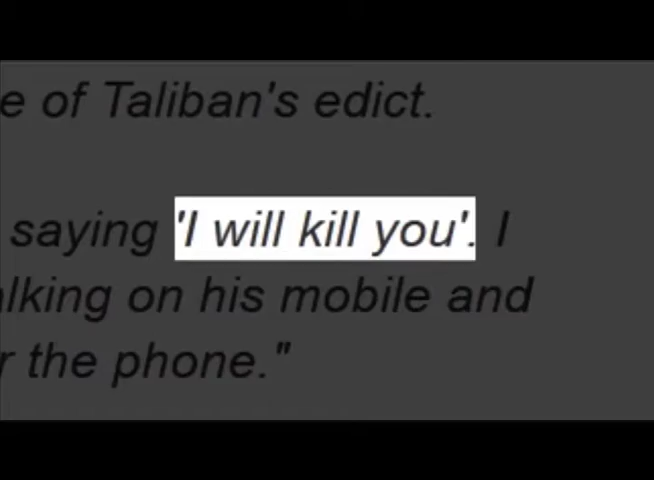 e of Taliban's edict.
saying 'I will kill you'. I
lking on his mobile and
r the phone."